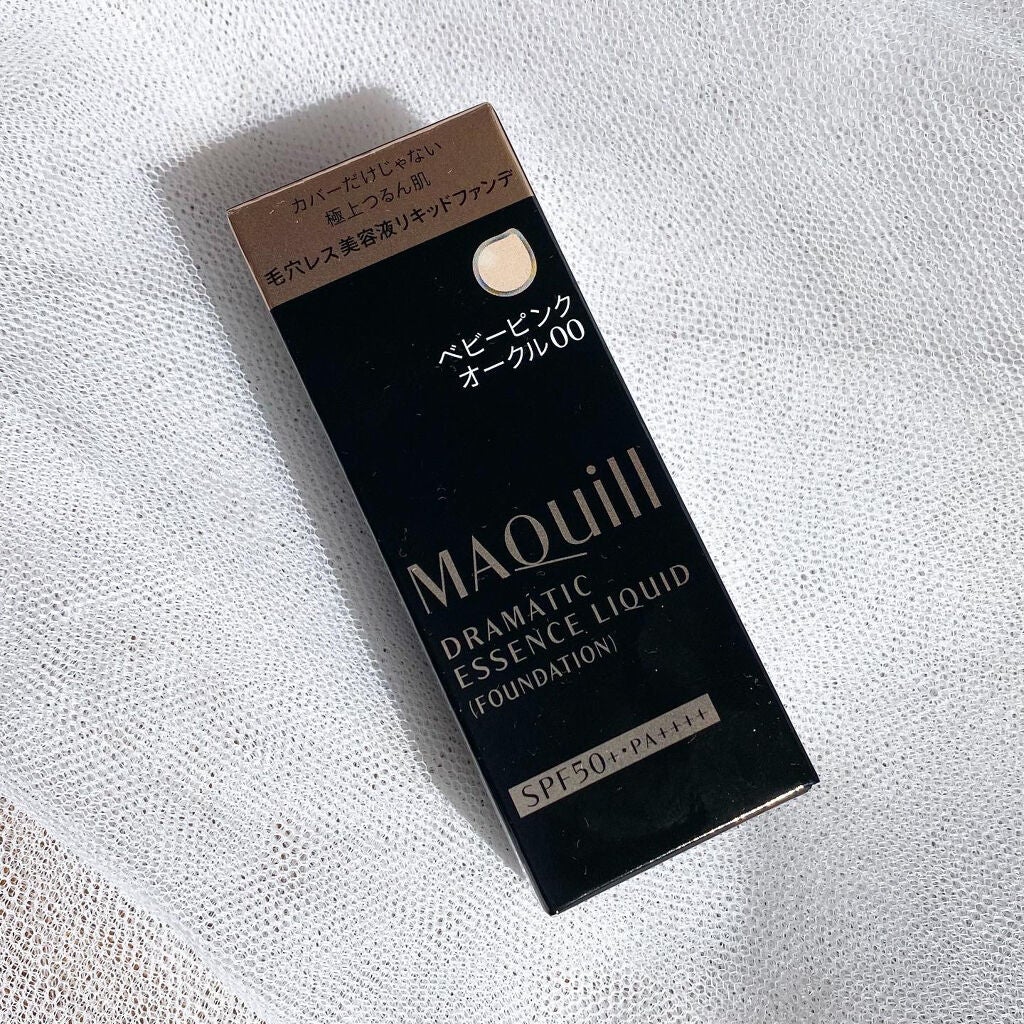 カバーだけじゃない
極上つるん肌
毛穴レス美容液リキッドファンデ
ベビーピンク
オークル00
MAQuill
DRAMATIC
ESSENCE LIQUID
(FOUNDATION)
SPF50+・PA++++